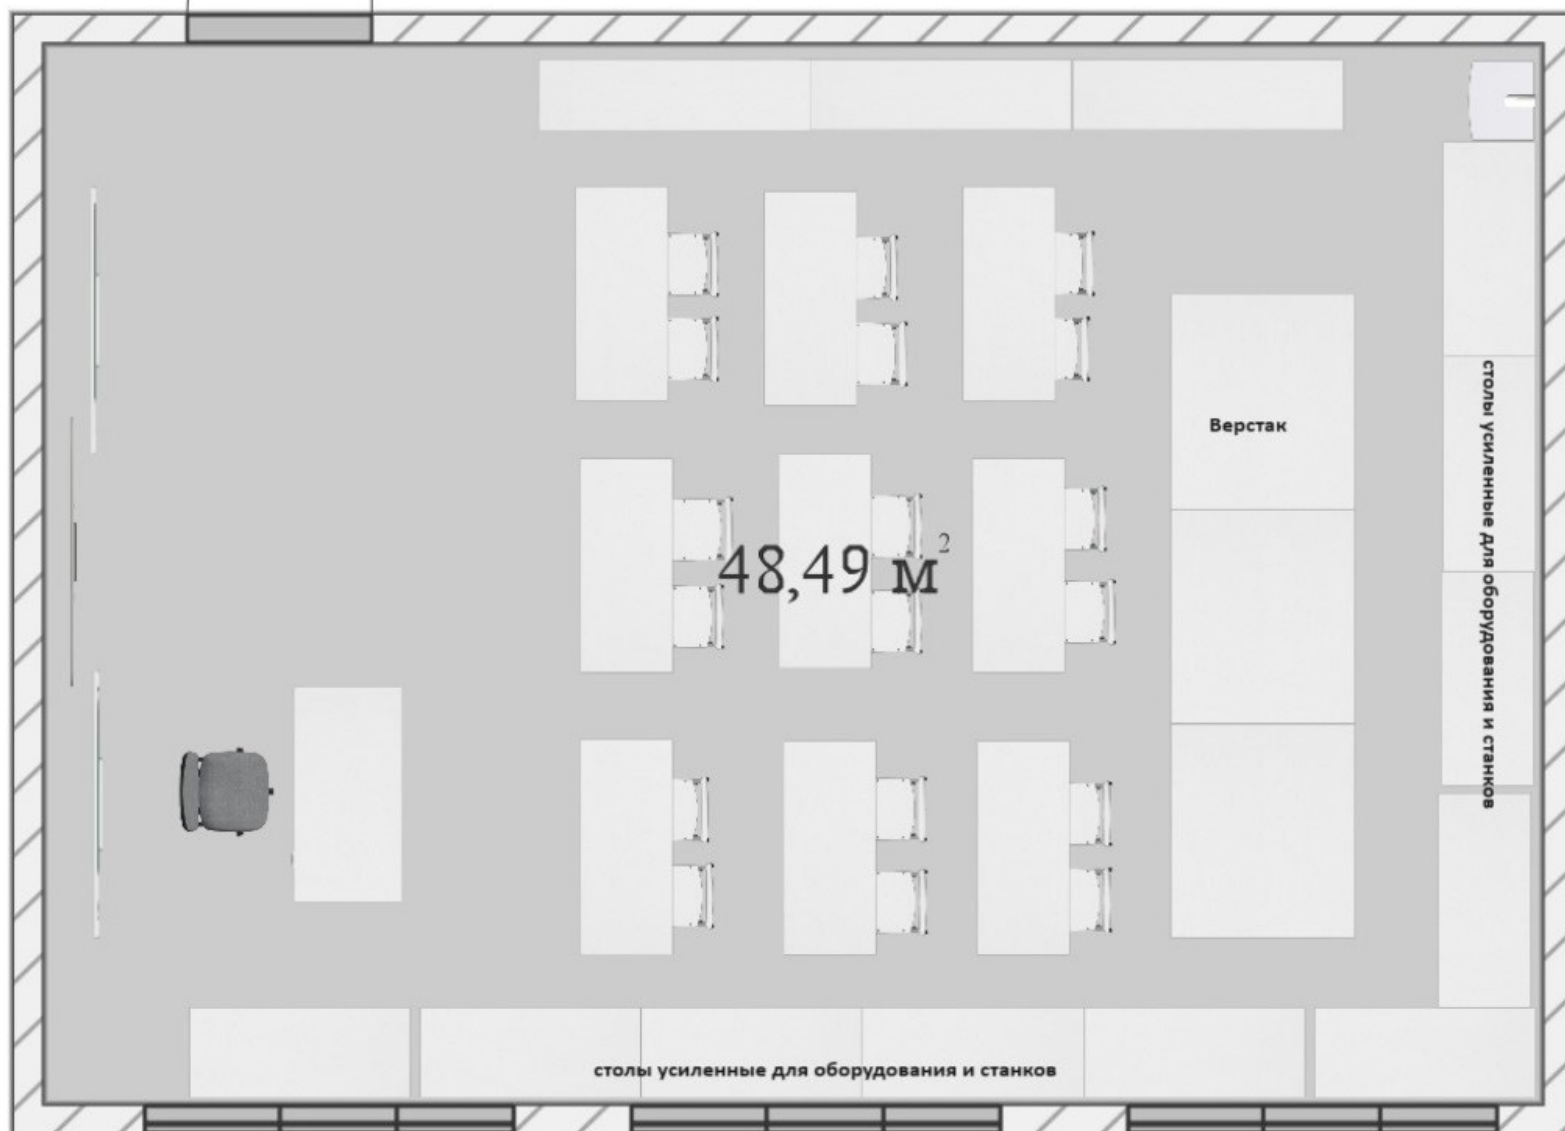 Верстак
столы усиленные для оборудования и станков
48,49 м²
столы усиленные для оборудования и станков